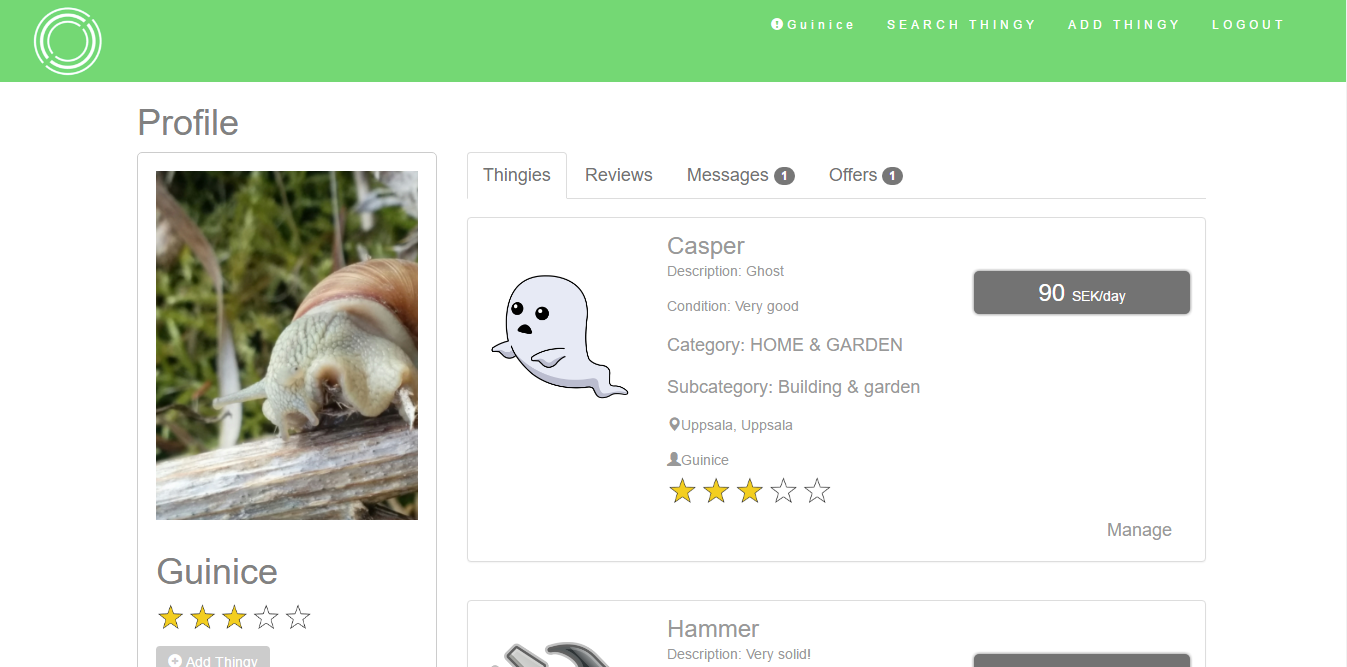 Guinice SEARCH THINGY ADD THINGY LOGOUT
Profile
Thingies Reviews Messages 1 Offers 1
Casper
Description: Ghost
90 SEK/day
Condition: Very good
Category: HOME & GARDEN
Subcategory: Building & garden
Uppsala, Uppsala
Guinice
Manage
Guinice
Add Thingy
Hammer
Description: Very solid!